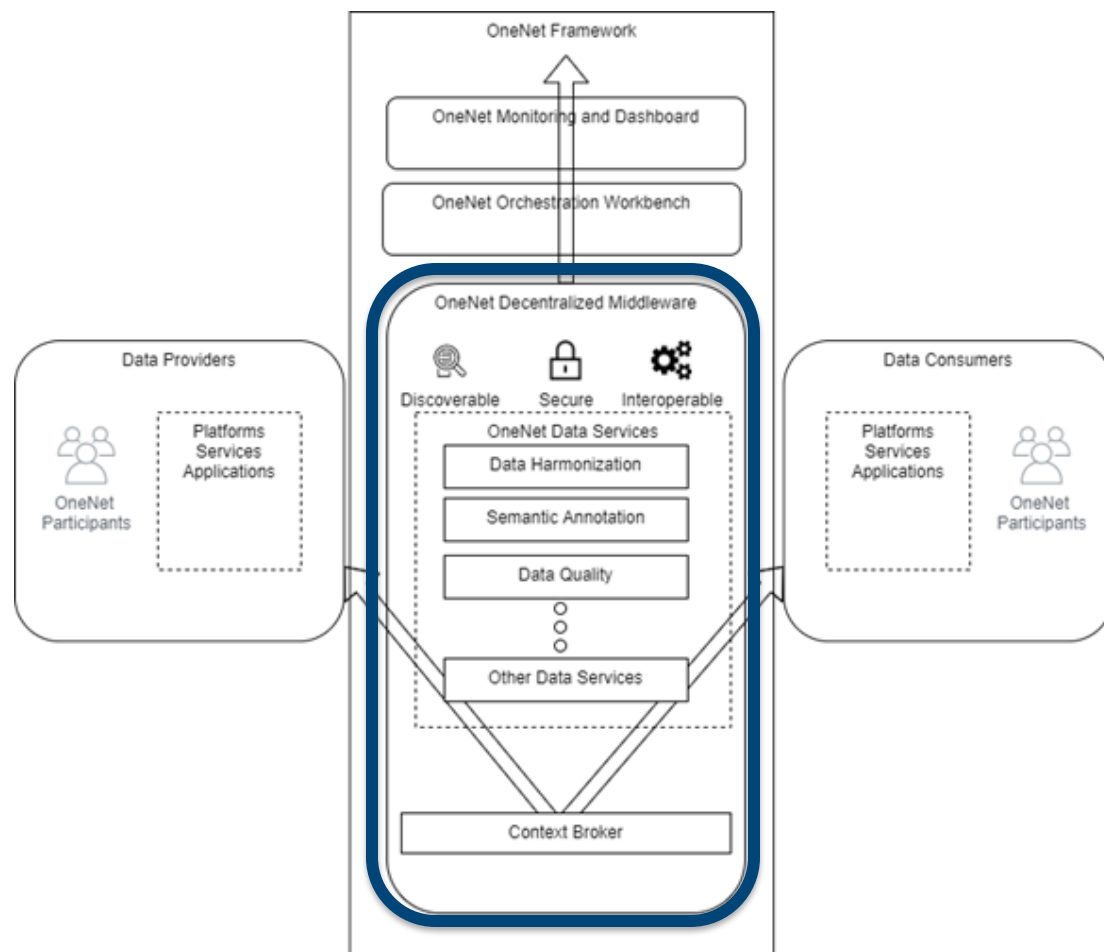 OneNet Framework
OneNet Monitoring and Dashboard
OneNet Orchestration Workbench
OneNet Decentralized Middleware
Discoverable
Secure
Interoperable
OneNet Data Services
Data Harmonization
Semantic Annotation
Data Quality
Other Data Services
Context Broker
Data Providers
Platforms
Services
Applications
OneNet
Participants
Data Consumers
Platforms
Services
Applications
OneNet
Participants